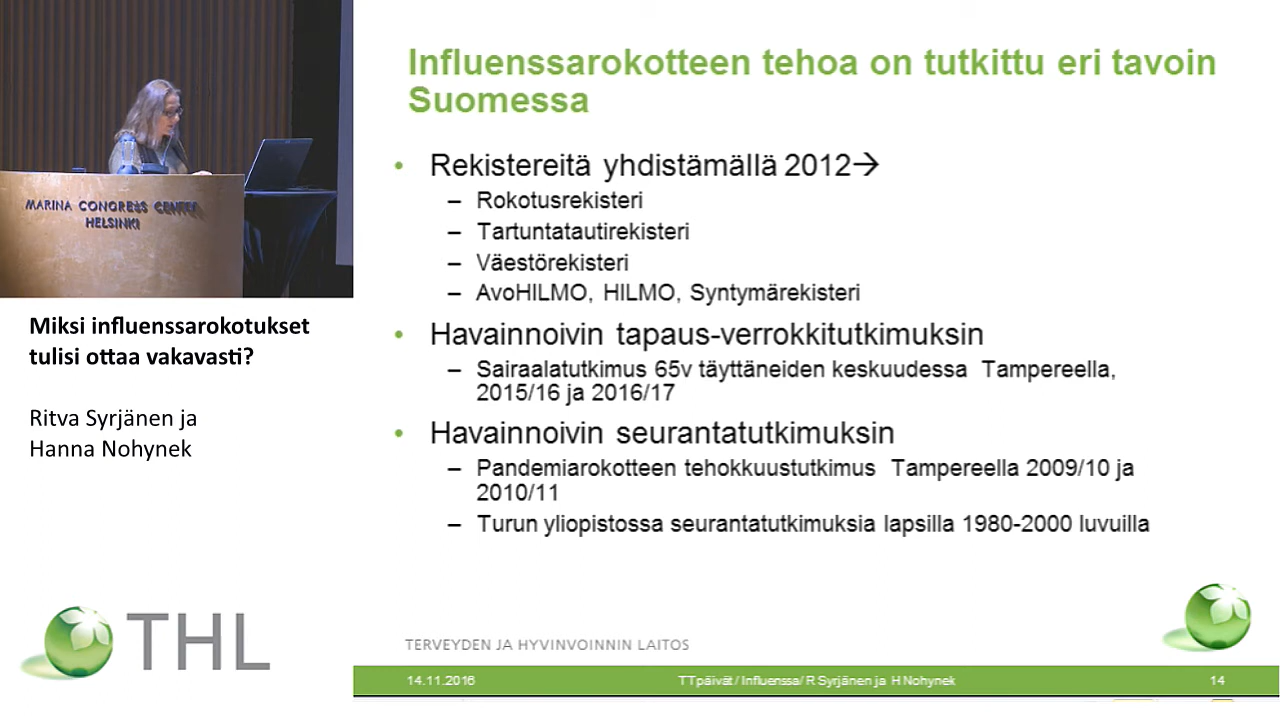 MARINA CONGRESS CENTER
HELSINKI
Miksi influenssarokotukset
tulisi ottaa vakavasti?
Ritva Syrjänen ja
Hanna Nohynek
THL
Influenssarokotteen tehoa on tutkittu eri tavoin
Suomessa
• Rekistereitä yhdistämällä 2012→
– Rokotusrekisteri
– Tartuntatautirekisteri
– Väestörekisteri
– AvoHILMO, HILMO, Syntymärekisteri
• Havainnoivin tapaus-verrokkitutkimuksin
– Sairaalatutkimus 65v täyttäneiden keskuudessa Tampereella,
2015/16 ja 2016/17
• Havainnoivin seurantatutkimuksin
– Pandemiarokotteen tehokkuustutkimus Tampereella 2009/10 ja
2010/11
– Turun yliopistossa seurantatutkimuksia lapsilla 1980-2000 luvuilla
TERVEYDEN JA HYVINVOINNIN LAITOS
14.11.2016 TTpäivät / Influenssa/ R Syrjänen ja H Nohynek 14